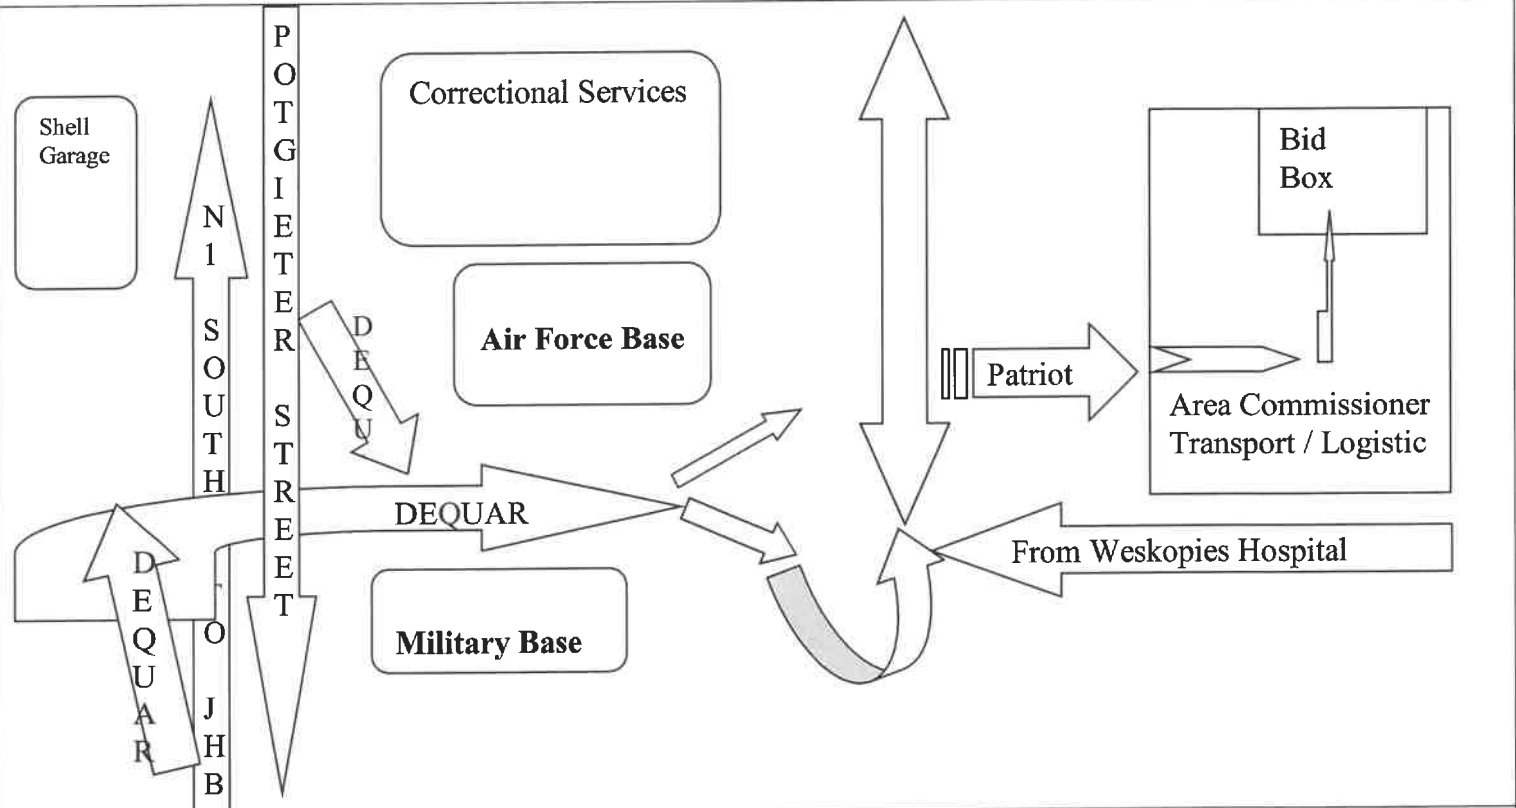 POTGIETER STREET
Correctional Services
Shell
Garage
Bid
Box
N1 SOUTH TO JHB
DEQU
Air Force Base
Patriot
Area Commissioner
Transport / Logistic
DEQUAR
From Weskopies Hospital
DEQUAR
Military Base